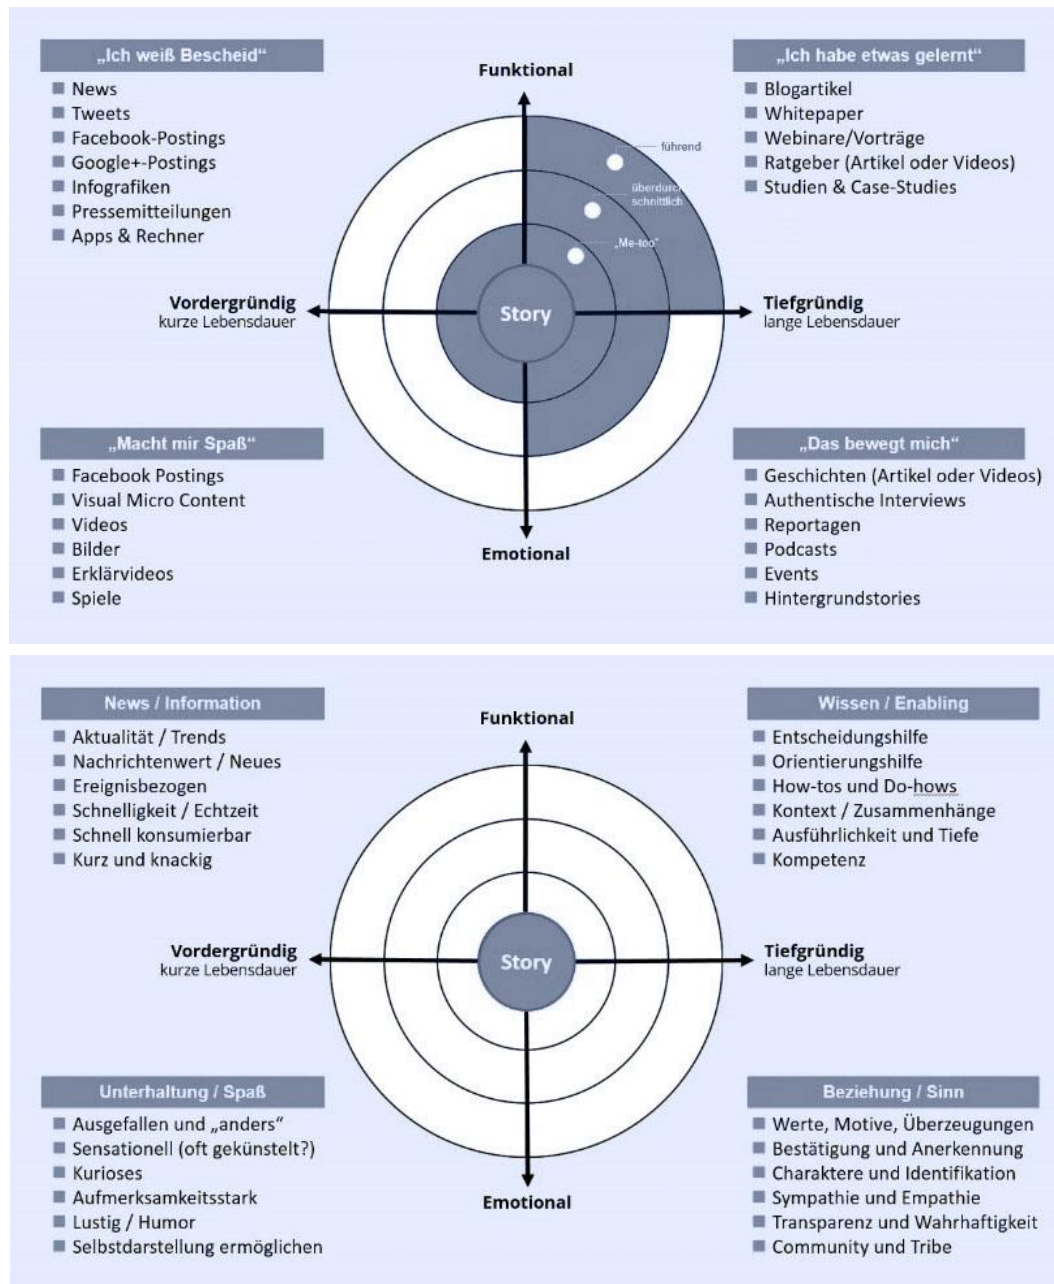 „Ich weiß Bescheid“
News
Tweets
Facebook-Postings
Google+-Postings
Infografiken
Pressemitteilungen
Apps & Rechner
Funktional
„Ich habe etwas gelernt“
Blogartikel
Whitepaper
Webinare/Vorträge
Ratgeber (Artikel oder Videos)
Studien & Case-Studies
führend
überdurch
schnittlich
„Me-too“
Vordergründig
kurze Lebensdauer
Story
Tiefgründig
lange Lebensdauer
„Macht mir Spaß“
Facebook Postings
Visual Micro Content
Videos
Bilder
Erklärvideos
Spiele
Emotional
„Das bewegt mich“
Geschichten (Artikel oder Videos)
Authentische Interviews
Reportagen
Podcasts
Events
Hintergrundstories
News / Information
Aktualität / Trends
Nachrichtenwert / Neues
Ereignisbezogen
Schnelligkeit / Echtzeit
Schnell konsumierbar
Kurz und knackig
Funktional
Wissen / Enabling
Entscheidungshilfe
Orientierungshilfe
How-tos und Do-hows
Kontext / Zusammenhänge
Ausführlichkeit und Tiefe
Kompetenz
Vordergründig
kurze Lebensdauer
Story
Tiefgründig
lange Lebensdauer
Unterhaltung / Spaß
Ausgefallen und „anders“
Sensationell (oft gekünstelt?)
Kurioses
Aufmerksamkeitsstark
Lustig / Humor
Selbstdarstellung ermöglichen
Emotional
Beziehung / Sinn
Werte, Motive, Überzeugungen
Bestätigung und Anerkennung
Charaktere und Identifikation
Sympathie und Empathie
Transparenz und Wahrhaftigkeit
Community und Tribe